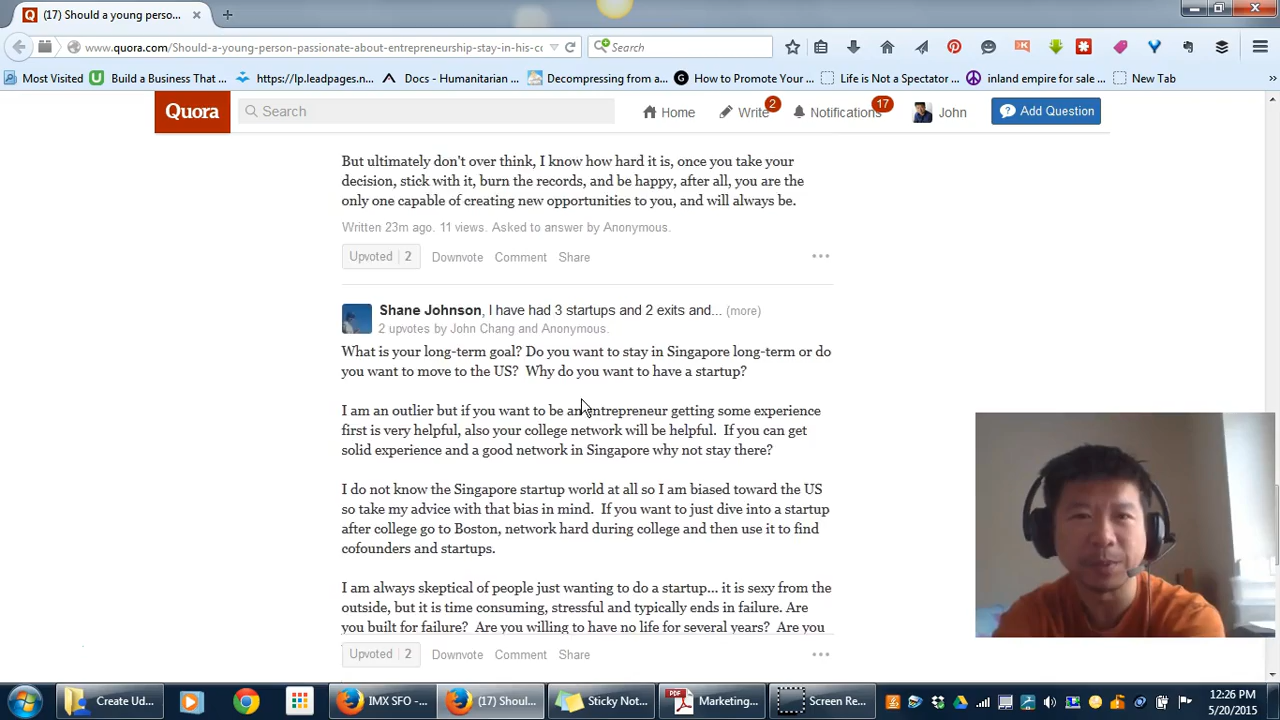 (17) Should a young perso...
www.quora.com/Should-a-young-person-passionate-about-entrepreneurship-stay-in-his-cc
Search
Most Visited
Build a Business That ...
https://lp.leadpages.n...
Docs - Humanitarian ...
Decompressing from a...
How to Promote Your ...
Life is Not a Spectator ...
inland empire for sale ...
New Tab
Quora
Search
Home
Write 2
Notifications 17
John
Add Question
But ultimately don't over think, I know how hard it is, once you take your
decision, stick with it, burn the records, and be happy, after all, you are the
only one capable of creating new opportunities to you, and will always be.
Written 23m ago. 11 views. Asked to answer by Anonymous.
Upvoted 2 Downvote Comment Share
Shane Johnson, I have had 3 startups and 2 exits and... (more)
2 upvotes by John Chang and Anonymous.
What is your long-term goal? Do you want to stay in Singapore long-term or do
you want to move to the US? Why do you want to have a startup?
I am an outlier but if you want to be an entrepreneur getting some experience
first is very helpful, also your college network will be helpful. If you can get
solid experience and a good network in Singapore why not stay there?
I do not know the Singapore startup world at all so I am biased toward the US
so take my advice with that bias in mind. If you want to just dive into a startup
after college go to Boston, network hard during college and then use it to find
cofounders and startups.
I am always skeptical of people just wanting to do a startup... it is sexy from the
outside, but it is time consuming, stressful and typically ends in failure. Are
you built for failure? Are you willing to have no life for several years? Are you
Upvoted 2 Downvote Comment Share
Create Ud...
IMX SFO -...
(17) Shoul...
Sticky Not...
PDF
Marketing...
Screen Re...
12:26 PM
5/20/2015